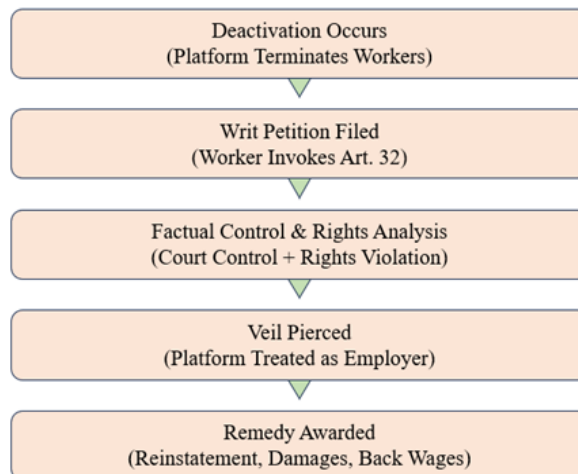 Deactivation Occurs
(Platform Terminates Workers)
Writ Petition Filed
(Worker Invokes Art. 32)
Factual Control & Rights Analysis
(Court Control + Rights Violation)
Veil Pierced
(Platform Treated as Employer)
Remedy Awarded
(Reinstatement, Damages, Back Wages)